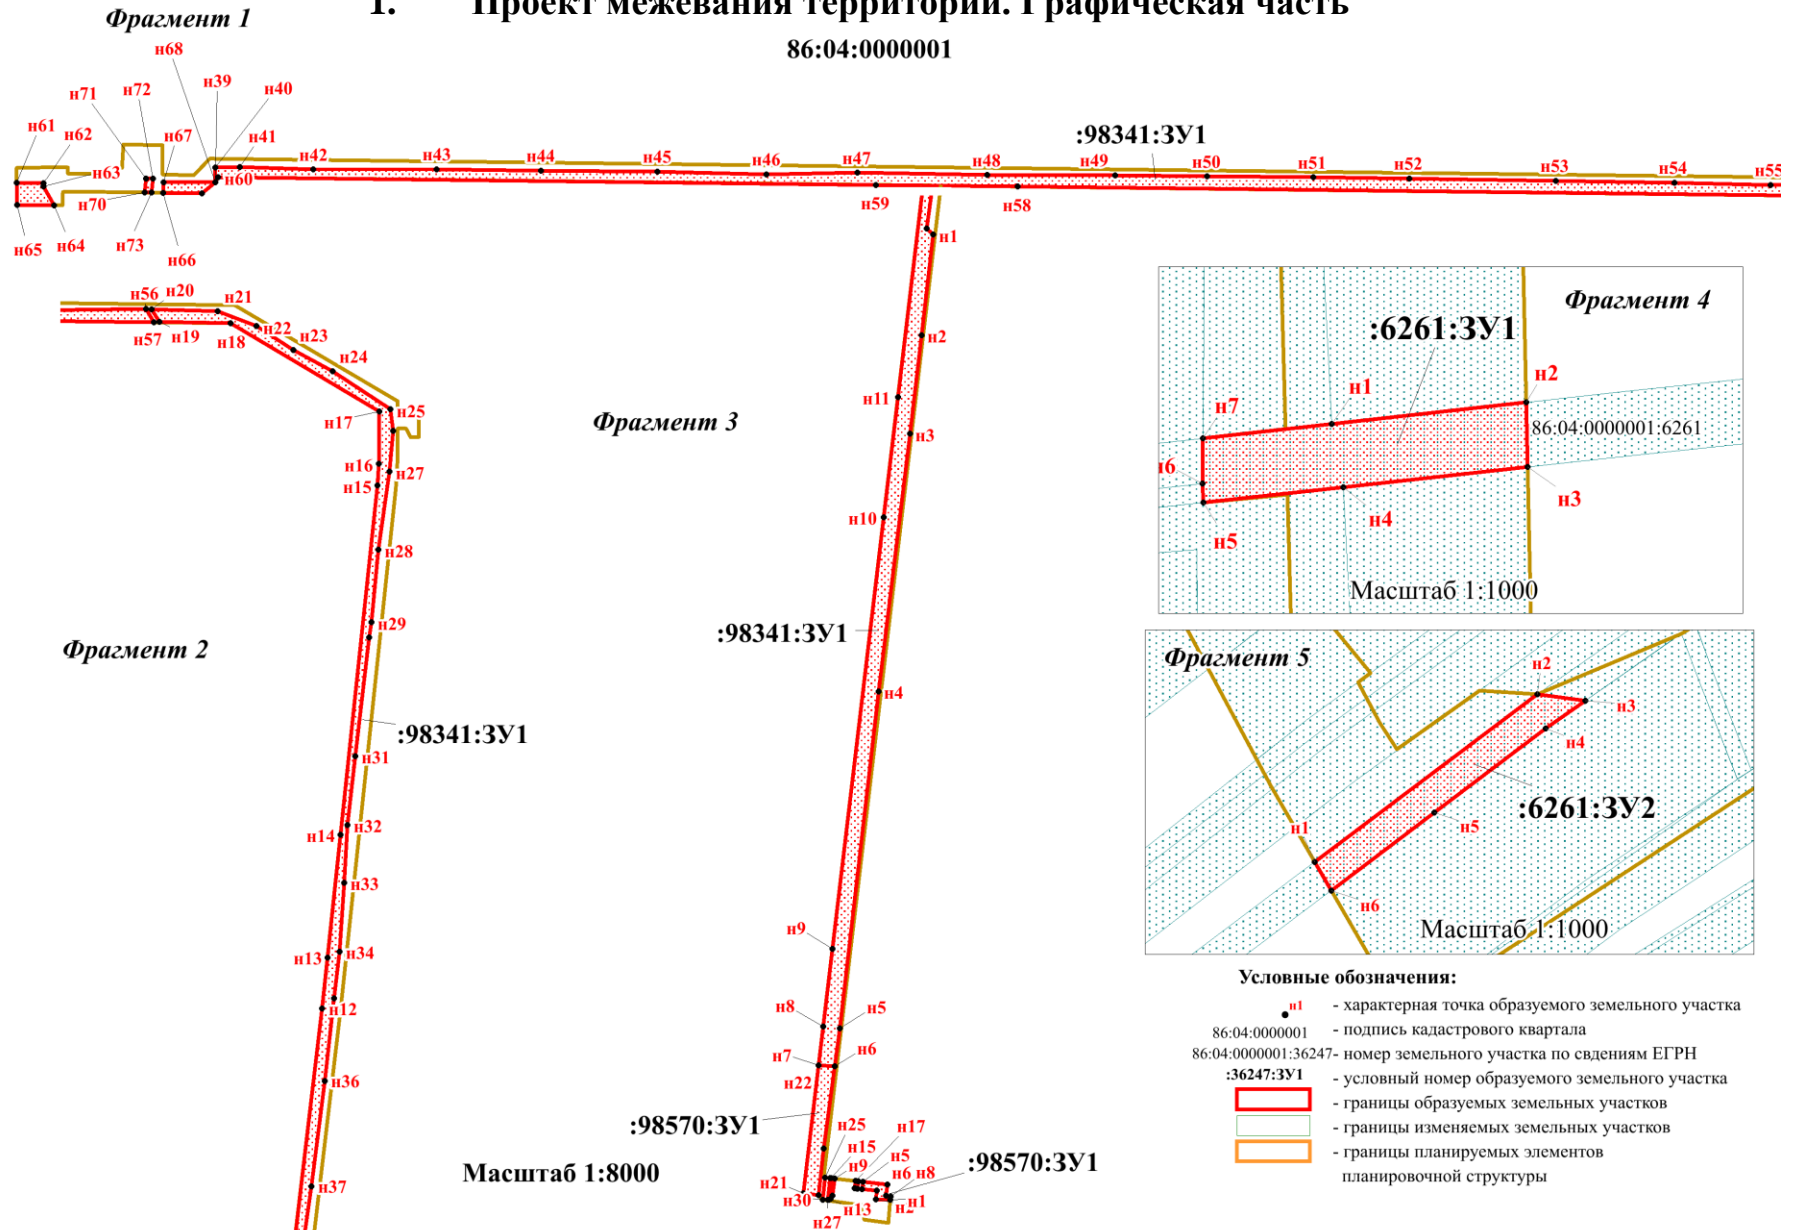 1. Проект межевания территории. Графическая часть
86:04:0000001
Фрагмент 1
н68
н39
н40
н71
н72
н41
н61
н62
н67
н63
н60
н42
н43
н44
н45
н46
н47
н48
н49
:98341:ЗУ1
н50
н51
н52
н53
н54
н55
н70
н65
н64
н73
н66
н59
н58
н56
н20
н21
н57
н19
н18
н22
н23
н24
н17
н25
н16
н27
н15
н28
н29
Фрагмент 2
:98341:ЗУ1
н31
н32
н14
н33
н34
н13
н12
н36
н37
Фрагмент 3
н1
н2
н11
н3
н10
:98341:ЗУ1
н4
н9
н8
н5
н7
н6
н22
:98570:ЗУ1
н25
н17
н15
н9
н5
н6
н8
:98570:ЗУ1
н21
н30
н27
н13
н2
н1
Масштаб 1:8000
Фрагмент 4
:6261:ЗУ1
н1
н2
н7
86:04:0000001:6261
н6
н3
н4
н5
Масштаб 1:1000
Фрагмент 5
н2
н3
н4
:6261:ЗУ2
н5
н1
н6
Масштаб 1:1000
Условные обозначения:
н1 - характерная точка образуемого земельного участка
86:04:0000001 - подпись кадастрового квартала
86:04:0000001:36247- номер земельного участка по свдениям ЕГРН
:36247:ЗУ1 - условный номер образуемого земельного участка
- границы образуемых земельных участков
- границы изменяемых земельных участков
- границы планируемых элементов
планировочной структуры